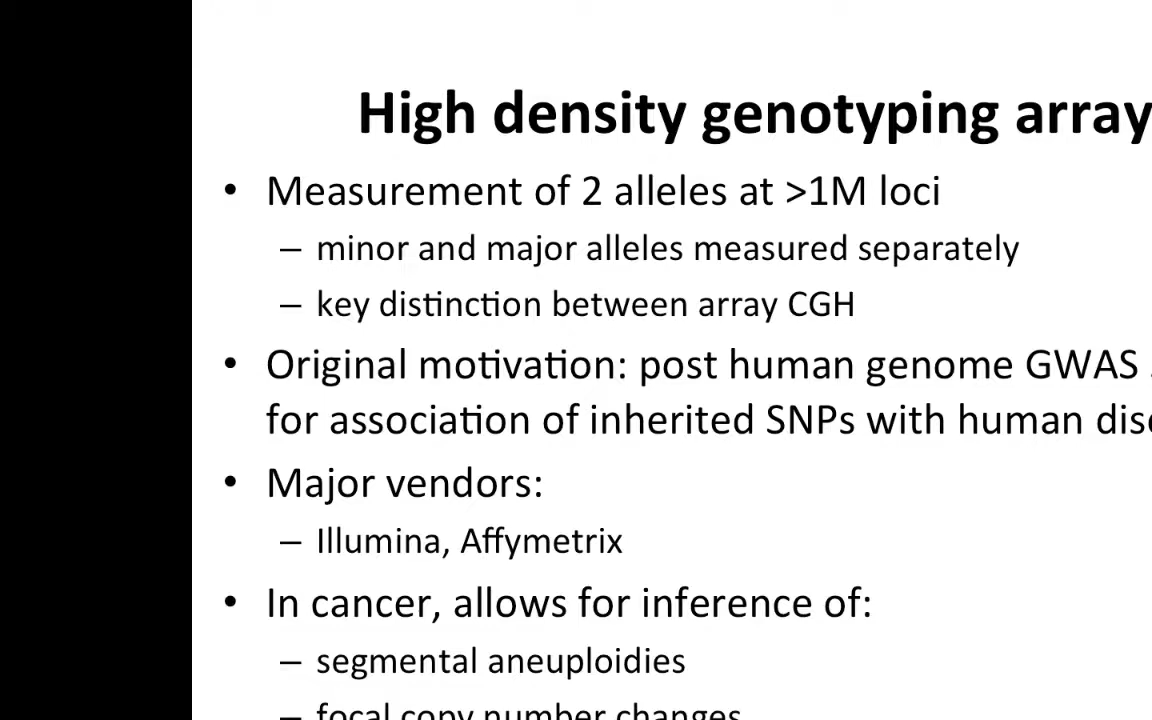 High density genotyping array
• Measurement of 2 alleles at >1M loci
– minor and major alleles measured separately
– key distinction between array CGH
• Original motivation: post human genome GWAS
for association of inherited SNPs with human
• Major vendors:
– Illumina, Affymetrix
• In cancer, allows for inference of:
– segmental aneuploidies
– focal copy number changes